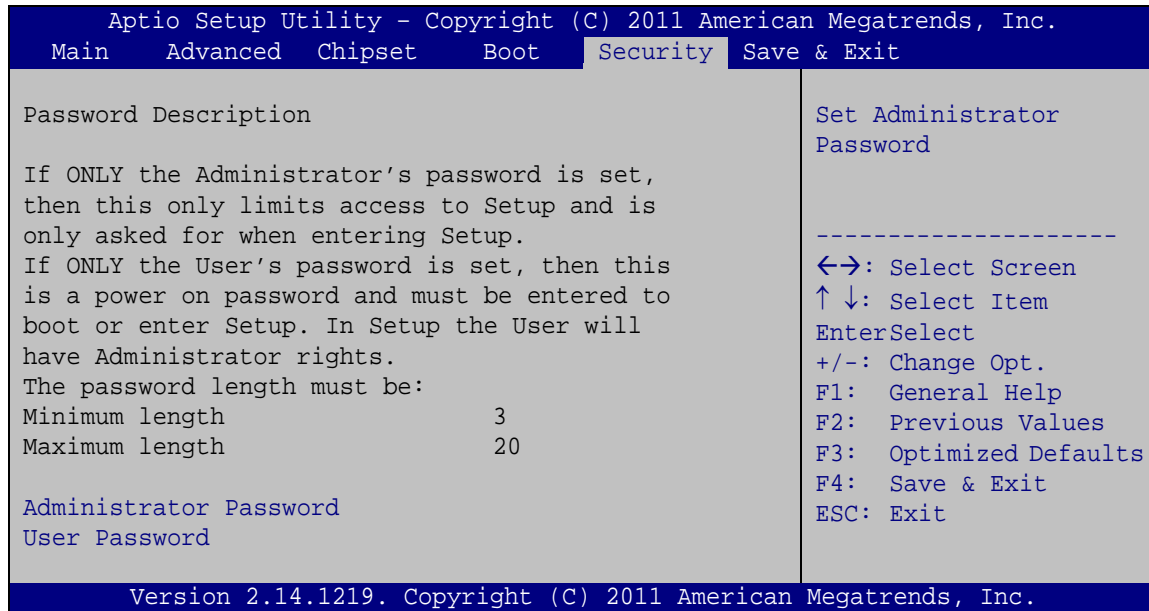 Aptio Setup Utility – Copyright (C) 2011 American Megatrends, Inc.
Main Advanced Chipset Boot Security Save & Exit
Password Description
If ONLY the Administrator’s password is set,
then this only limits access to Setup and is
only asked for when entering Setup.
If ONLY the User’s password is set, then this
is a power on password and must be entered to
boot or enter Setup. In Setup the User will
have Administrator rights.
The password length must be:
Minimum length 3
Maximum length 20
Administrator Password
User Password
Set Administrator
Password
----------------------
←→: Select Screen
↑ ↓: Select Item
EnterSelect
+/-: Change Opt.
F1: General Help
F2: Previous Values
F3: Optimized Defaults
F4: Save & Exit
ESC: Exit
Version 2.14.1219. Copyright (C) 2011 American Megatrends, Inc.